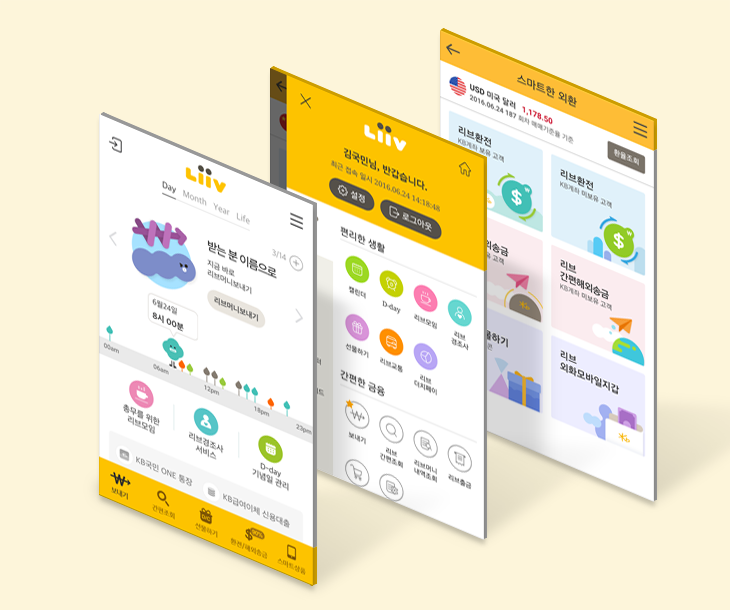 Liiv
Day Month Year Life
3/14
받는 분 이름으로
지금 바로
리브머니보내기
리브머니보내기
6월24일
8시 00분
00am
06am
12pm
18pm
23pm
총무를 위한
리브모임
리브경조사
서비스
D-day
기념일 관리
KB국민 ONE 통장
KB급여이체 신용대출
보내기
간편조회
선물하기
환전/해외송금
스마트상품
Liiv
김국민님, 반갑습니다.
최근 접속 일시 2016.06.24 14:18:48
설정
로그아웃
편리한 생활
캘린더
D-day
리브모임
리브
경조사
선물하기
리브교통
리브
더치페이
간편한 금융
보내기
리브
간편조회
리브머니
내역조회
리브출금
스마트한 외환
USD 미국 달러 1,178.50
2016.06.24 187 회차 매매기준율 기준
환율조회
리브환전
KB계좌 보유 고객
리브환전
KB계좌 미보유 고객
송금
고객
리브
간편해외송금
KB계좌 미보유 고객
하기
리브
외화모바일지갑